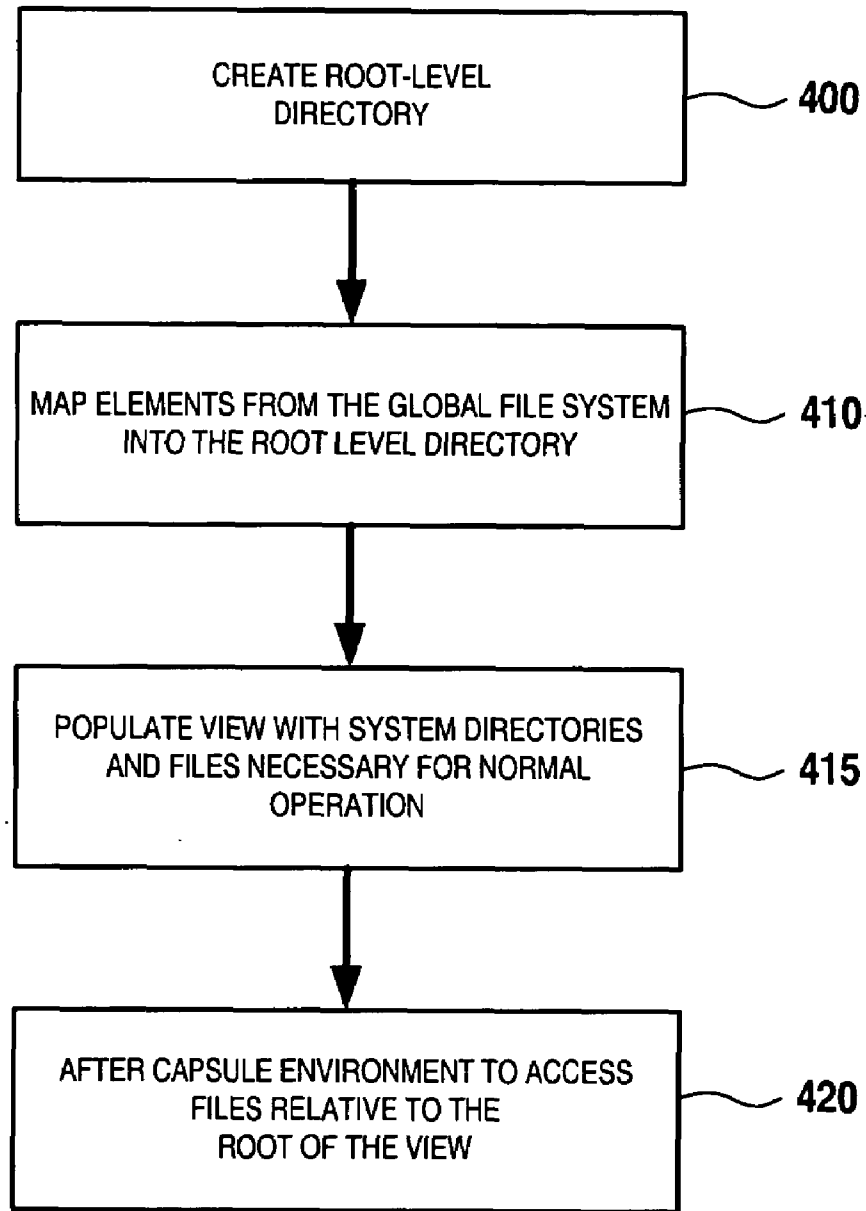 CREATE ROOT-LEVEL
DIRECTORY
400
MAP ELEMENTS FROM THE GLOBAL FILE SYSTEM
INTO THE ROOT LEVEL DIRECTORY
410
POPULATE VIEW WITH SYSTEM DIRECTORIES
AND FILES NECESSARY FOR NORMAL
OPERATION
415
AFTER CAPSULE ENVIRONMENT TO ACCESS
FILES RELATIVE TO THE
ROOT OF THE VIEW
420